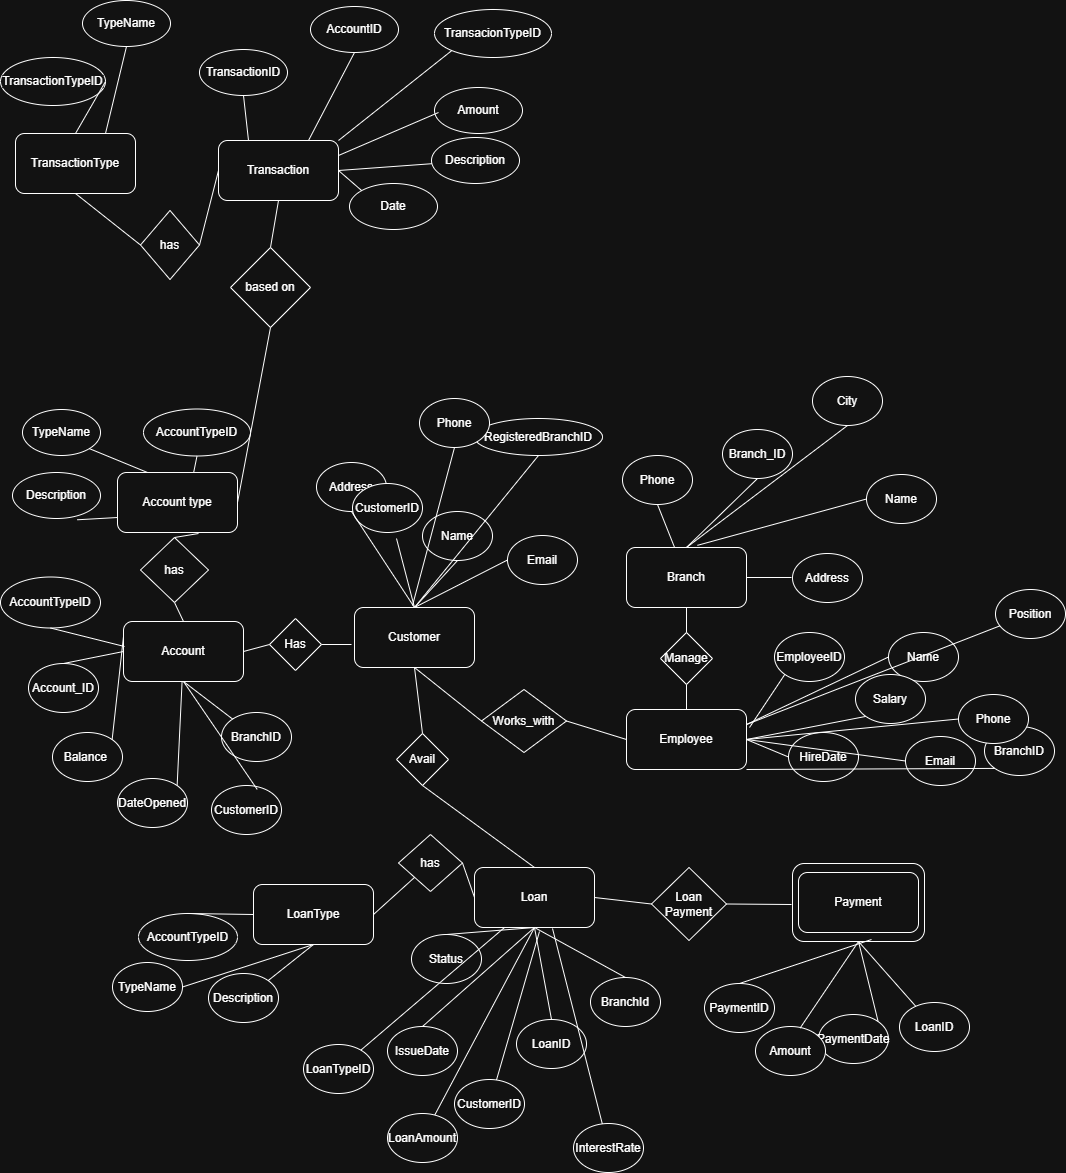 TypeName
AccountID
TransacionTypeID
TransactionTypeID
TransactionID
Amount
TransactionType
Transaction
Description
Date
has
based on
City
TypeName
AccountTypeID
Phone
RegisteredBranchID
Branch_ID
Phone
Address
CustomerID
Description
Account type
Name
Name
Email
has
Branch
Address
AccountTypeID
Account
Has
Customer
Position
Manage
EmployeeID
Name
Account_ID
Salary
BranchID
Works_with
Employee
Phone
BranchID
Balance
Avail
HireDate
Email
DateOpened
CustomerID
has
LoanType
Loan
Loan
Payment
Payment
AccountTypeID
Status
TypeName
Description
BranchId
PaymentID
LoanID
PaymentDate
Amount
IssueDate
LoanID
LoanTypeID
CustomerID
LoanAmount
InterestRate